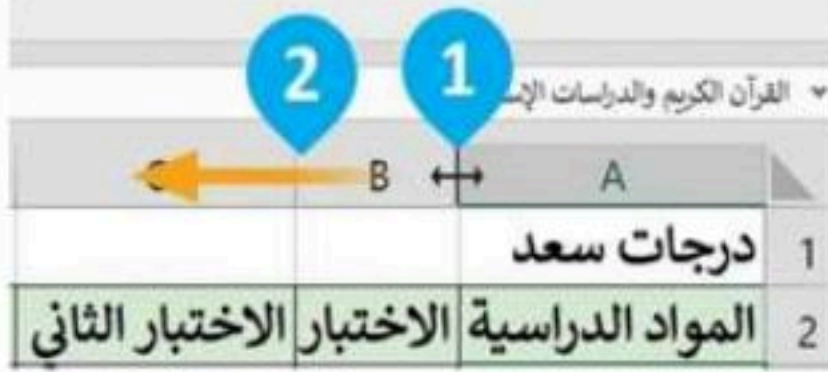 1 2
القرآن الكريم والدراسات
A B
1 درجات سعد
2 المواد الدراسية الاختبار الاختبار الثاني